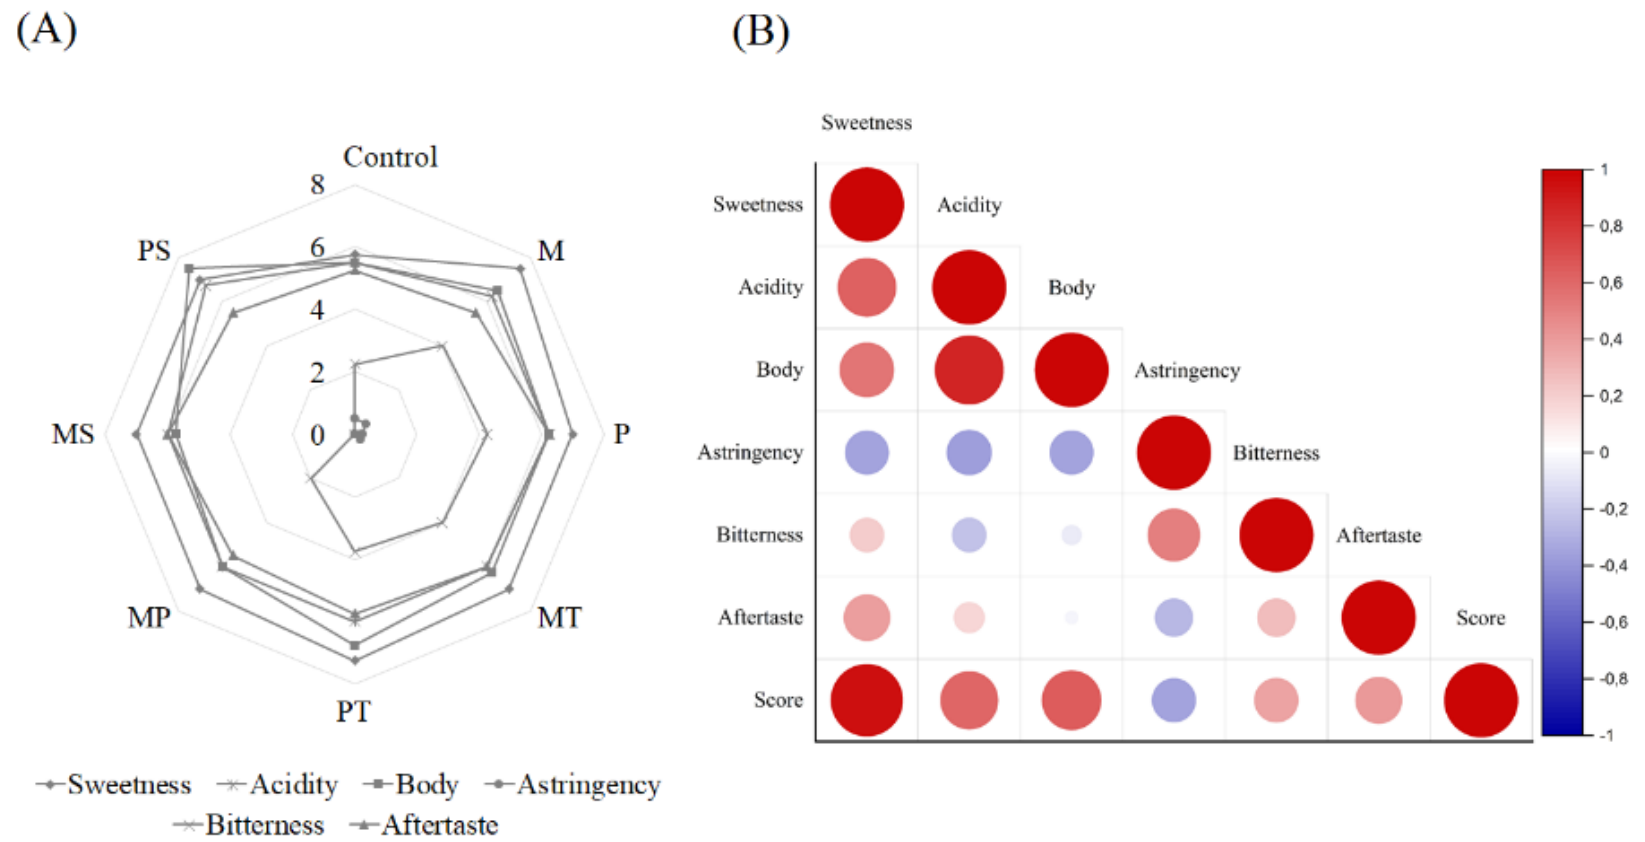 (A)
Control
8
PS
6
M
4
2
MS
0
P
MP
MT
PT
Sweetness
Acidity
Body
Astringency
Bitterness
Aftertaste
(B)
Sweetness
Sweetness
Acidity
Acidity
Body
Body
Astringency
Astringency
Bitterness
Bitterness
Aftertaste
Aftertaste
Score
Score
1
0,8
0,6
0,4
0,2
0
-0,2
-0,4
-0,6
-0,8
-1